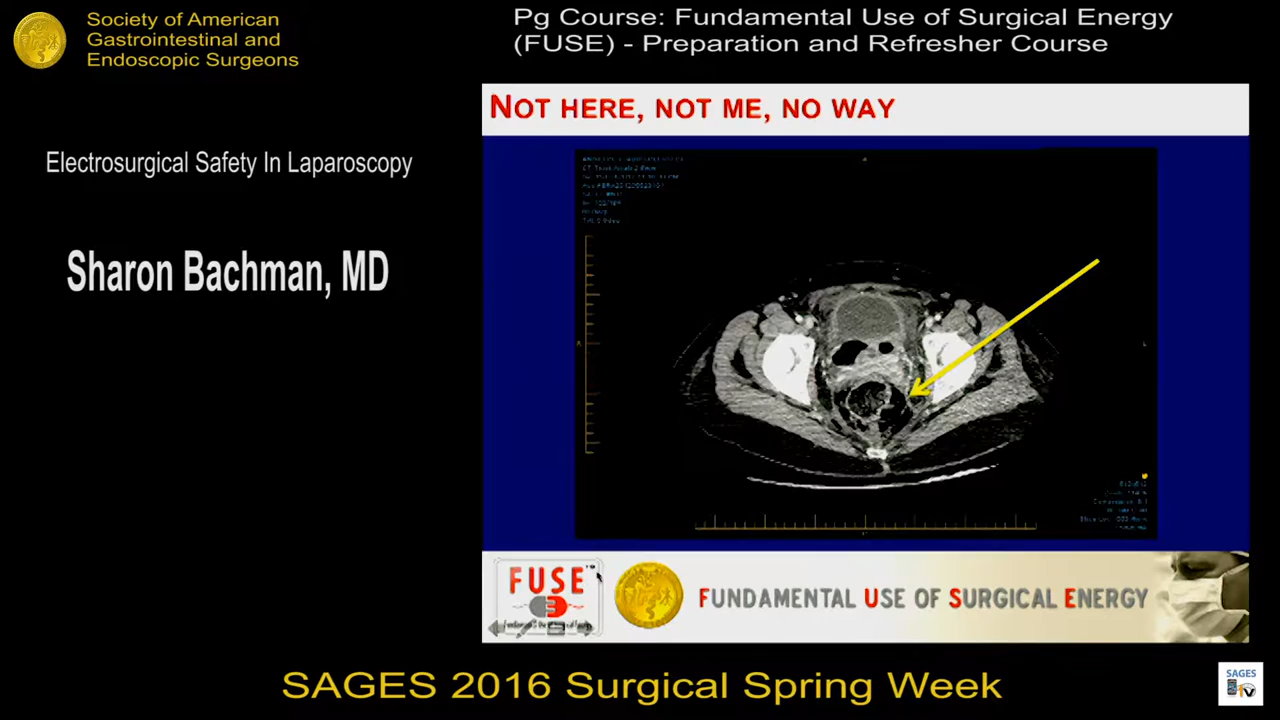 Society of American
Gastrointestinal and
Endoscopic Surgeons
Pg Course: Fundamental Use of Surgical Energy
(FUSE) - Preparation and Refresher Course
Electrosurgical Safety In Laparoscopy
Sharon Bachman, MD
NOT HERE, NOT ME, NO WAY
FUSE
FUNDAMENTAL USE OF SURGICAL ENERGY
SAGES 2016 Surgical Spring Week
SAGES
TV